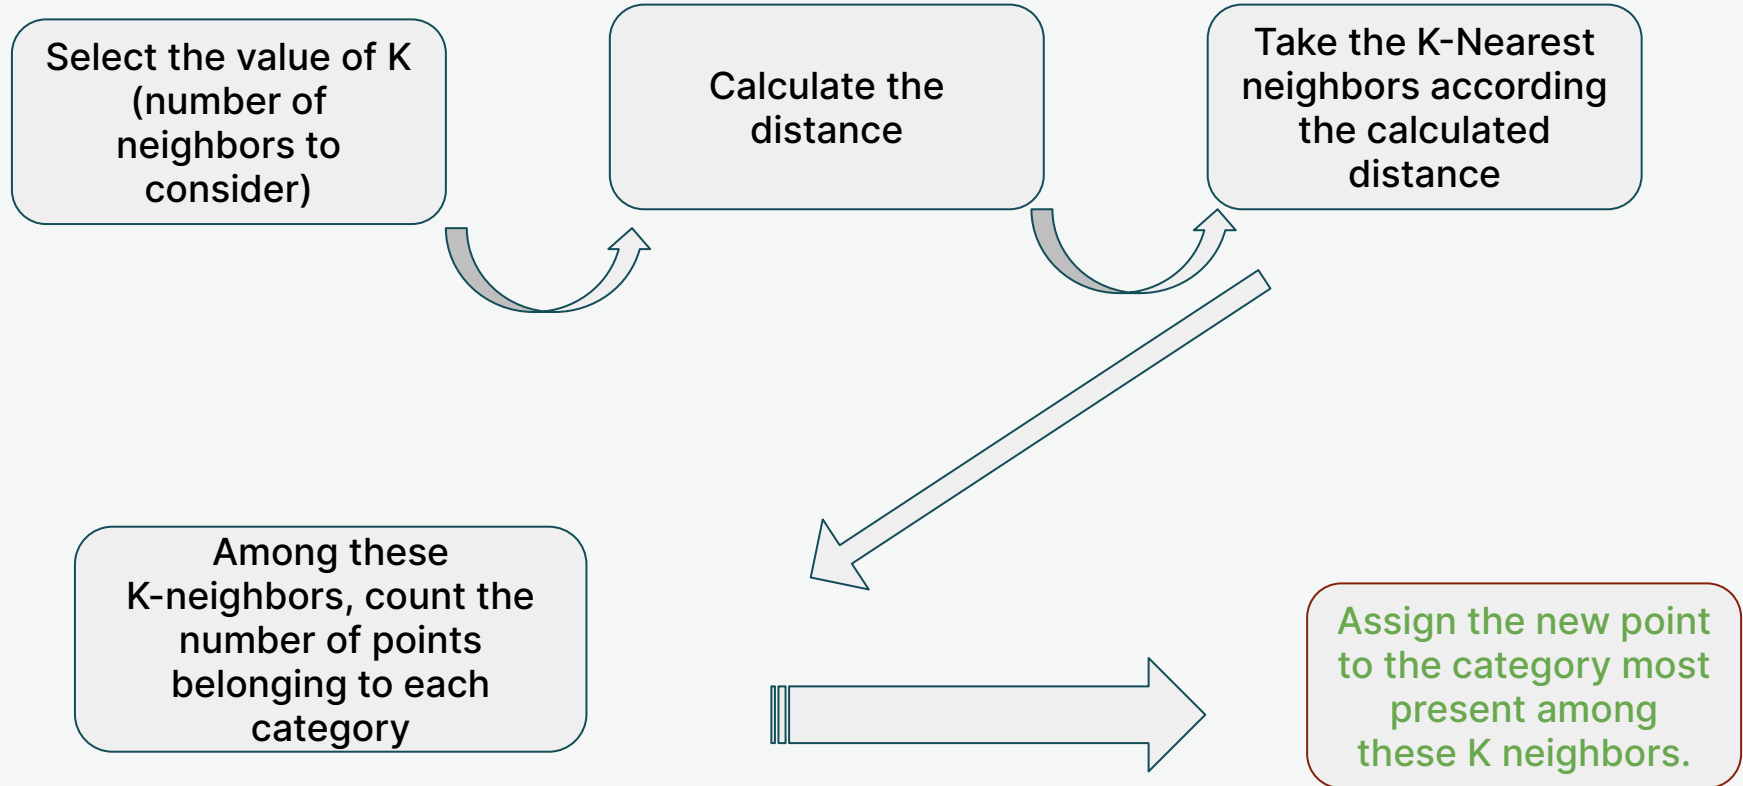 Select the value of K
(number of
neighbors to
consider)
Calculate the
distance
Take the K-Nearest
neighbors according
the calculated
distance
Among these
K-neighbors, count the
number of points
belonging to each
category
Assign the new point
to the category most
present among
these K neighbors.